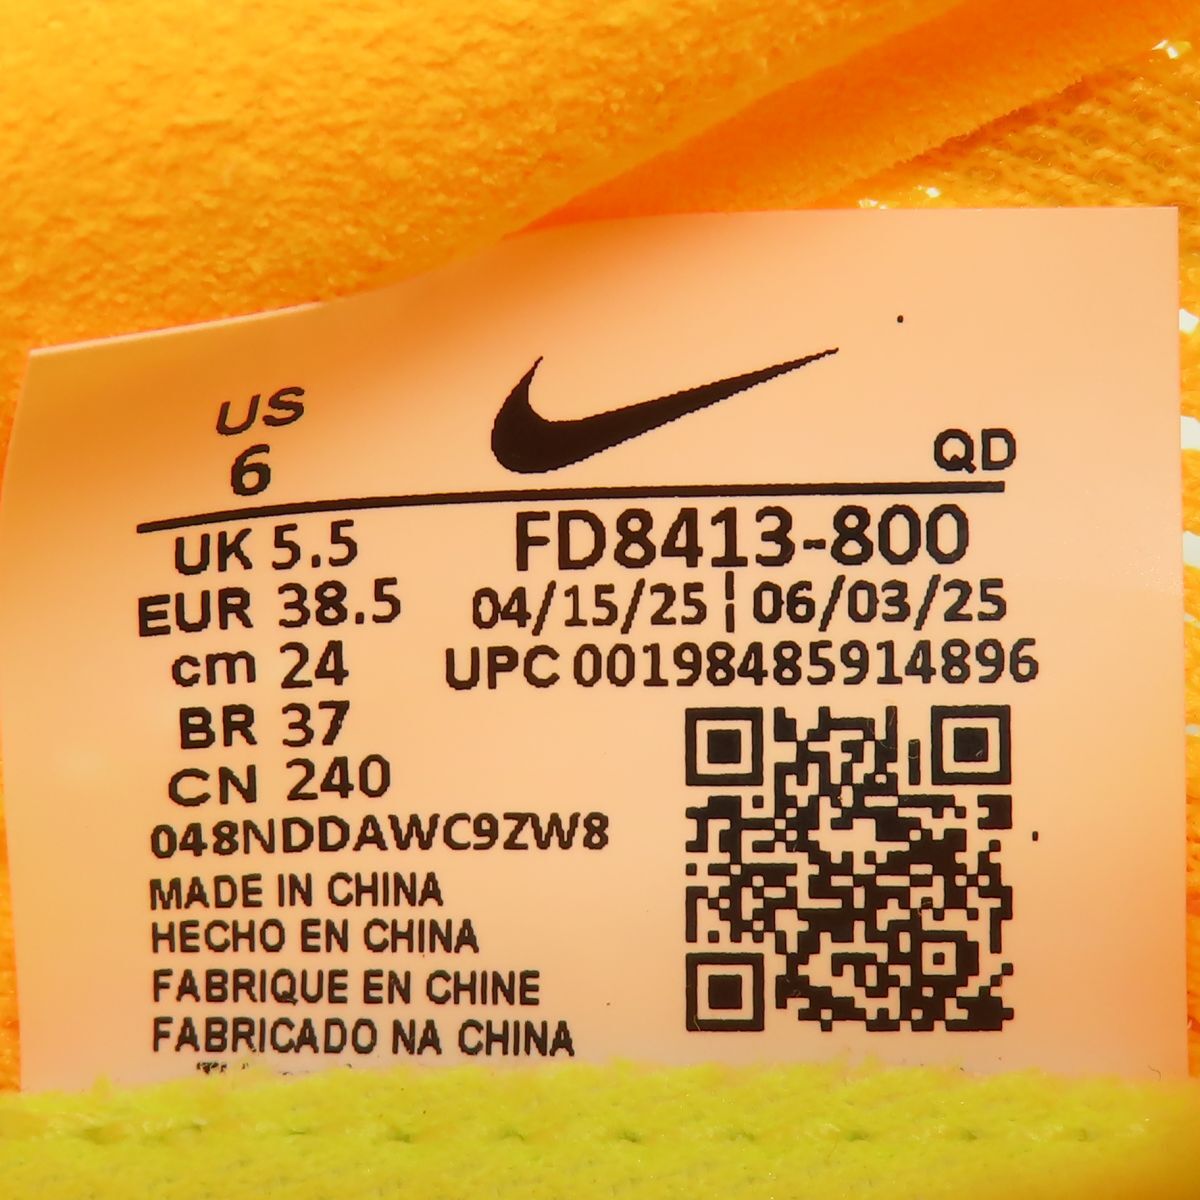 US
6
QD
UK 5.5
FD8413-800
EUR 38.5
04/15/25 ¦ 06/03/25
cm 24
UPC 00198485914896
BR 37
CN 240
048NDDAWC9ZW8
MADE IN CHINA
HECHO EN CHINA
FABRIQUE EN CHINE
FABRICADO NA CHINA